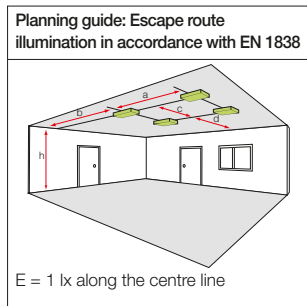 Planning guide: Escape route
illumination in accordance with EN 1838
a
b
c
d
h
E = 1 lx along the centre line